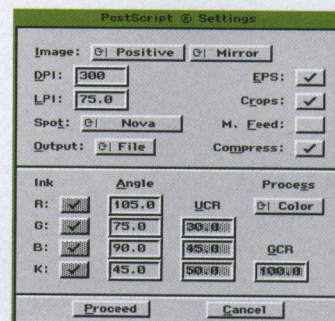 PostScript ® Settings
Image: Positive Mirror
DPI: 300 EPS:
LPI: 75.0 Crops:
Spot: Nova M. Feed:
Output: File Compress:
Ink Angle Process
R: 105.0 UCR Color
G: 75.0 30.0
B: 90.0 45.0 GCR
K: 45.0 50.0 100.0
Proceed Cancel